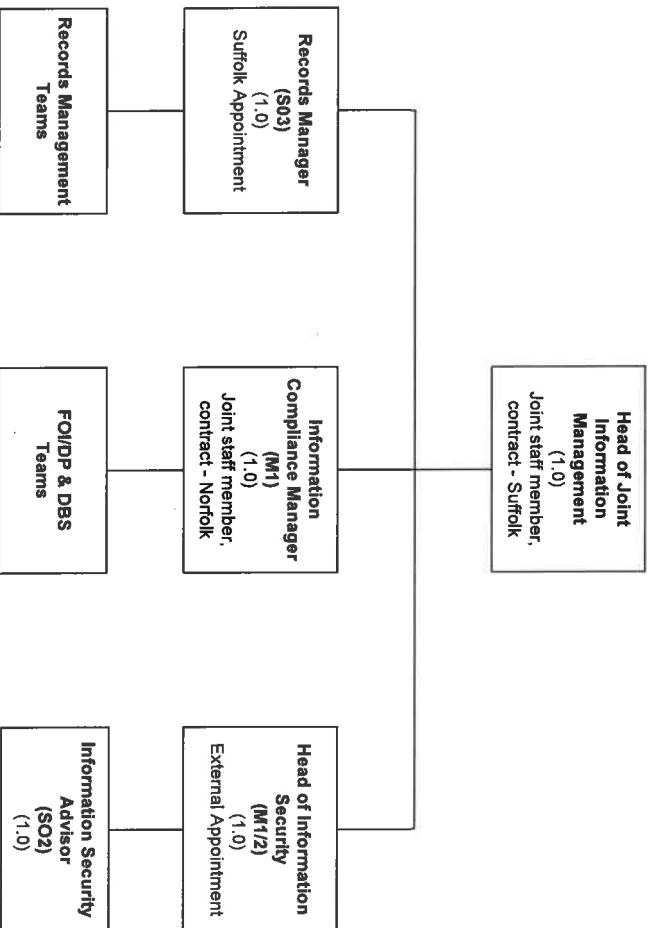 Head of Joint
Information
Management
(1.0)
Joint staff member,
contract - Suffolk
Records Manager
(S03)
(1.0)
Suffolk Appointment
Information
Compliance Manager
(M1)
(1.0)
Joint staff member,
contract - Norfolk
Head of Information
Security
(M1/2)
(1.0)
External Appointment
Records Management
Teams
FOI/DP & DBS
Teams
Information Security
Advisor
(SO2)
(1.0)